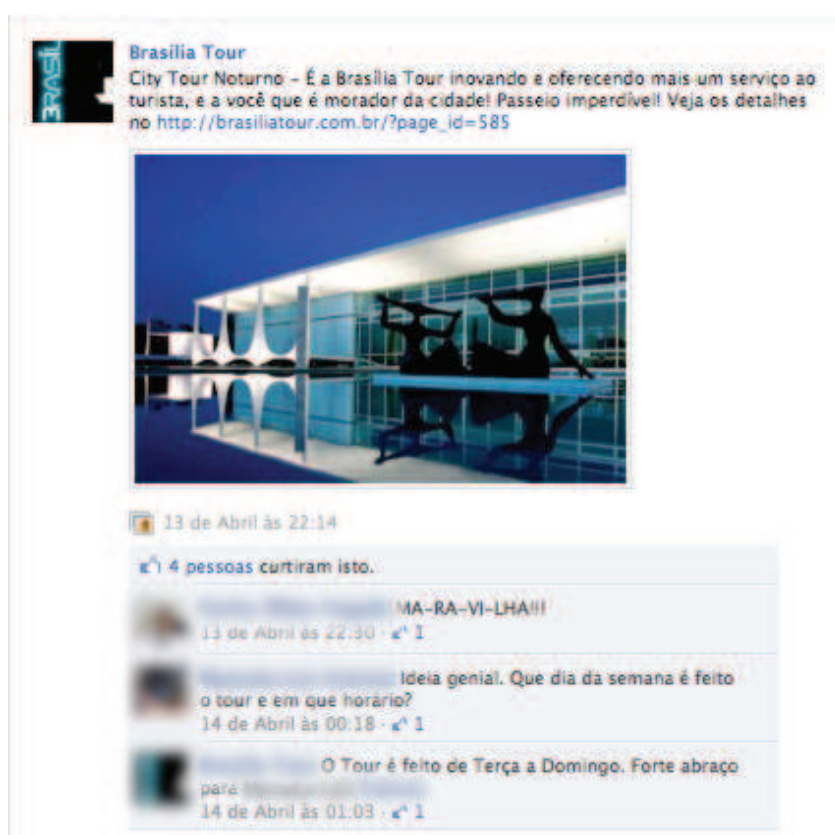 BRASÍL
Brasília Tour
City Tour Noturno – É a Brasília Tour inovando e oferecendo mais um serviço ao
turista, e a você que é morador da cidade! Passeio imperdível! Veja os detalhes
no http://brasiliatour.com.br/?page_id=585
13 de Abril às 22:14
4 pessoas curtiram isto.
MA-RA-VI-LHA!!!
13 de Abril às 22:30 · 1
Ideia genial. Que dia da semana é feito
o tour e em que horário?
14 de Abril às 00:18 · 1
O Tour é feito de Terça a Domingo. Forte abraço
para
14 de Abril às 01:03 · 1